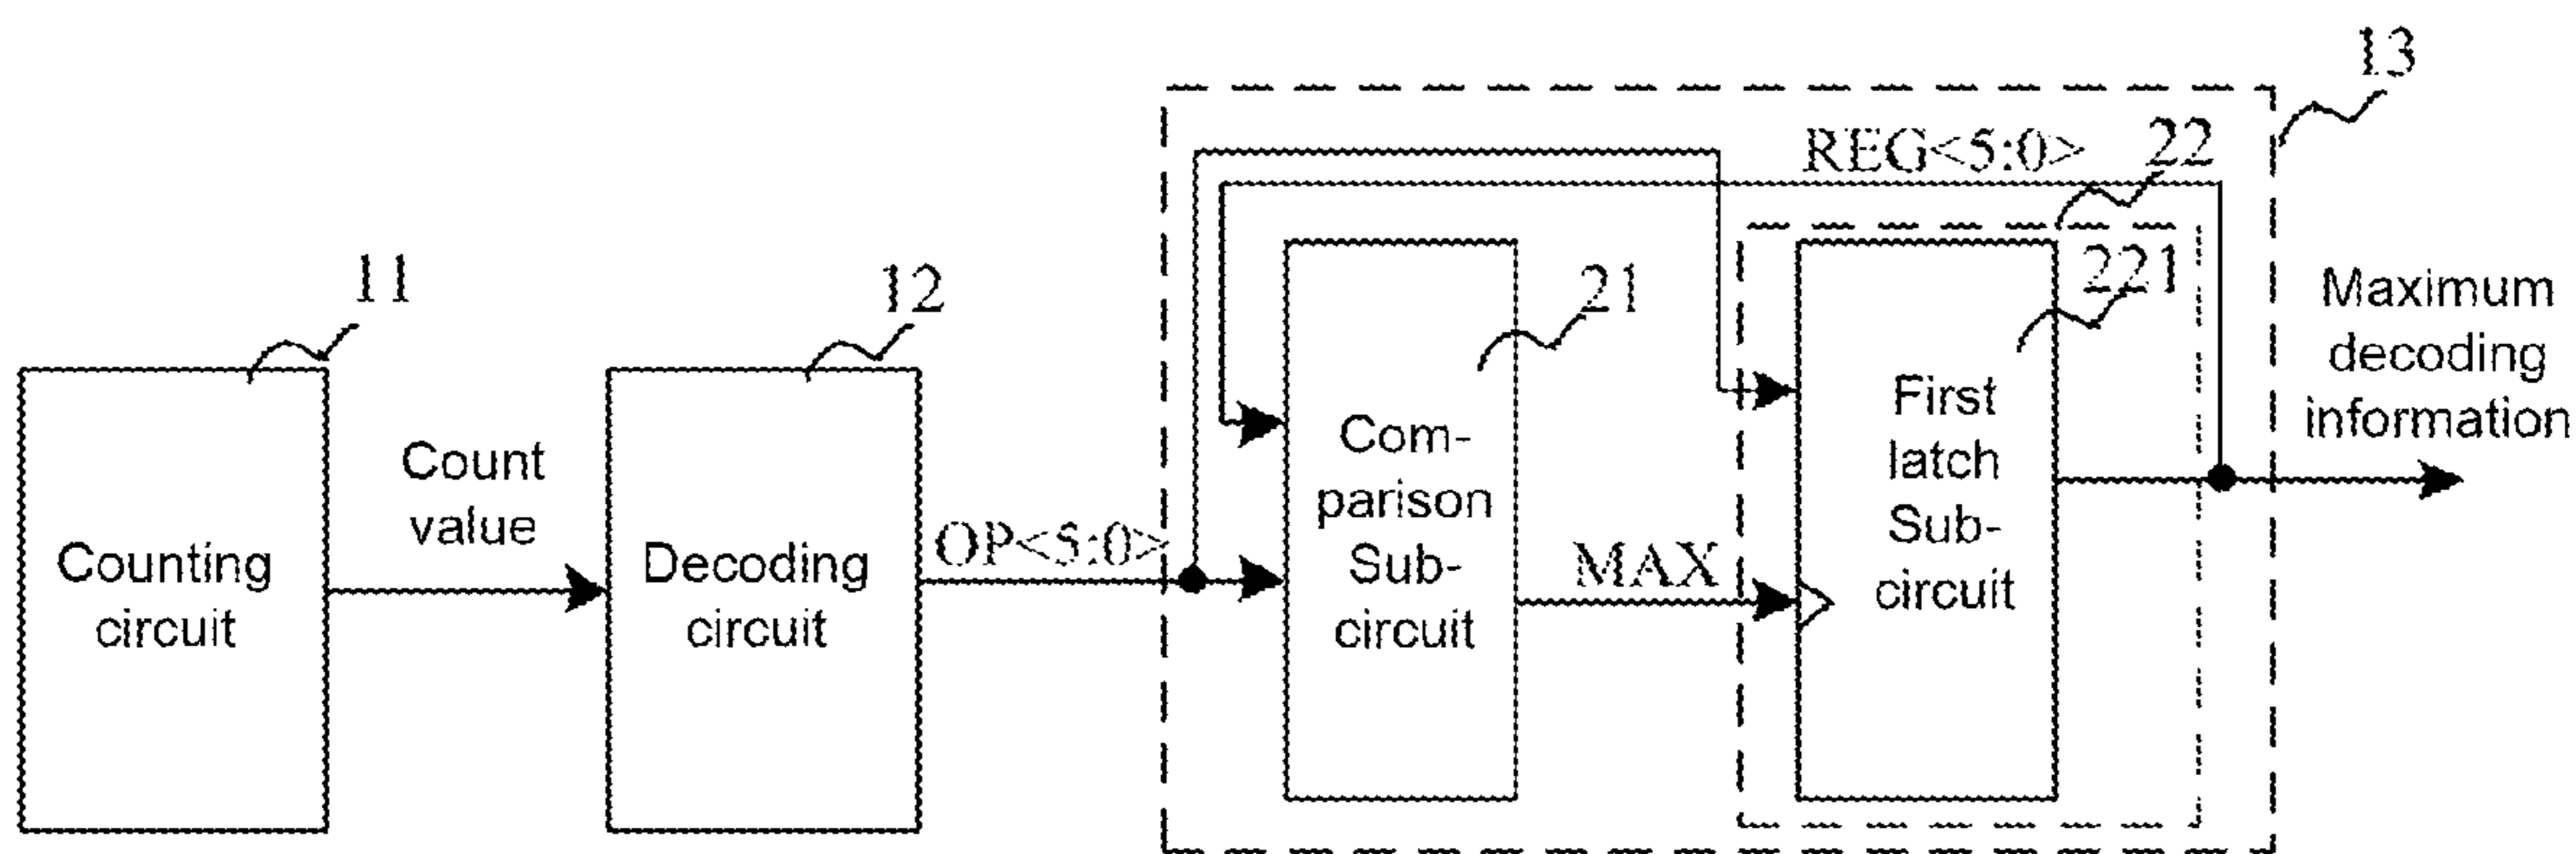 13
REG<5:0>
22
11
12
21
221
Maximum
decoding
information
Counting
circuit
Count
value
Decoding
circuit
OP<5:0>
Com-
parison
Sub-
circuit
MAX
First
latch
Sub-
circuit